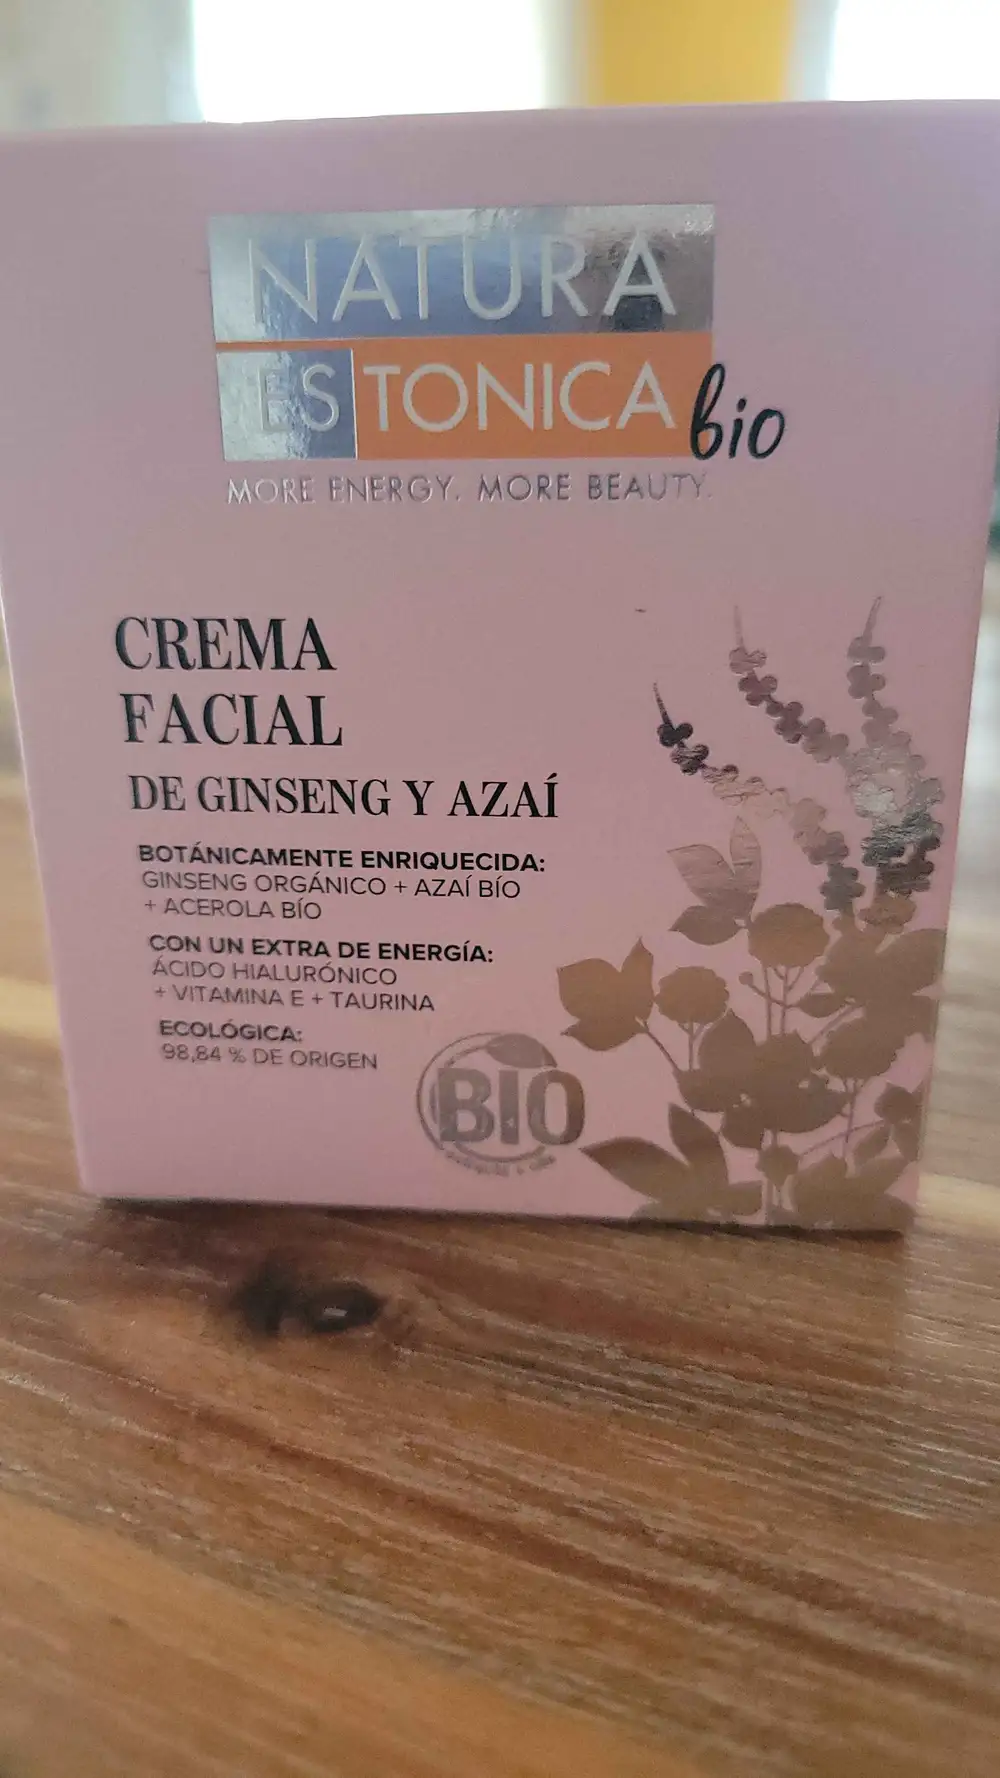 NATURA
ESTONICA bio
MORE ENERGY. MORE BEAUTY.
CREMA
FACIAL
DE GINSENG Y AZAÍ
BOTÁNICAMENTE ENRIQUECIDA:
GINSENG ORGÁNICO + AZAÍ BÍO
+ ACEROLA BÍO
CON UN EXTRA DE ENERGÍA:
ÁCIDO HIALURÓNICO
+ VITAMINA E + TAURINA
ECOLÓGICA:
98,84 % DE ORIGEN
BIO